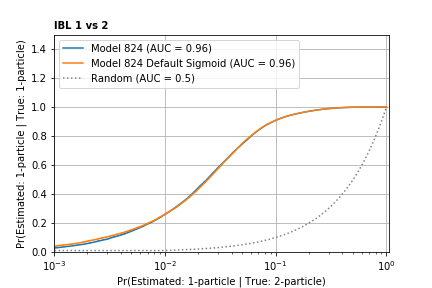 IBL 1 vs 2
Pr(Estimated: 1-particle | True: 1-particle)
1.4
1.2
1.0
0.8
0.6
0.4
0.2
0.0
Model 824 (AUC = 0.96)
Model 824 Default Sigmoid (AUC = 0.96)
Random (AUC = 0.5)
10⁻³ 10⁻² 10⁻¹ 10⁰
Pr(Estimated: 1-particle | True: 2-particle)